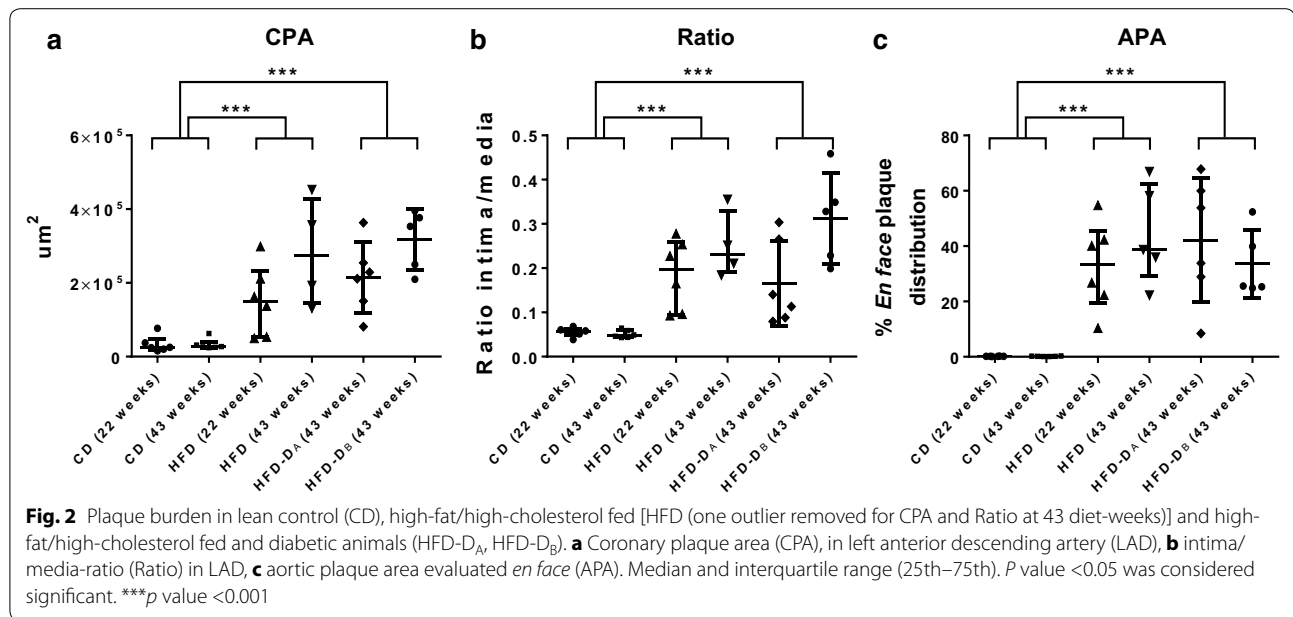 a
CPA
***
***
um²
6×10⁵
4×10⁵
2×10⁵
0
CD (22 weeks)
CD (43 weeks)
HFD (22 weeks)
HFD (43 weeks)
HFD-D_A (43 weeks)
HFD-D_B (43 weeks)
b
Ratio
***
***
Ratio intima/media
0.5
0.4
0.3
0.2
0.1
0.0
CD (22 weeks)
CD (43 weeks)
HFD (22 weeks)
HFD (43 weeks)
HFD-D_A (43 weeks)
HFD-D_B (43 weeks)
c
APA
***
***
% En face plaque
distribution
80
60
40
20
0
CD (22 weeks)
CD (43 weeks)
HFD (22 weeks)
HFD (43 weeks)
HFD-D_A (43 weeks)
HFD-D_B (43 weeks)
Fig. 2 Plaque burden in lean control (CD), high-fat/high-cholesterol fed [HFD (one outlier removed for CPA and Ratio at 43 diet-weeks)] and high-
fat/high-cholesterol fed and diabetic animals (HFD-D_A, HFD-D_B). a Coronary plaque area (CPA), in left anterior descending artery (LAD), b intima/
media-ratio (Ratio) in LAD, c aortic plaque area evaluated en face (APA). Median and interquartile range (25th–75th). P value <0.05 was considered
significant. ***p value <0.001